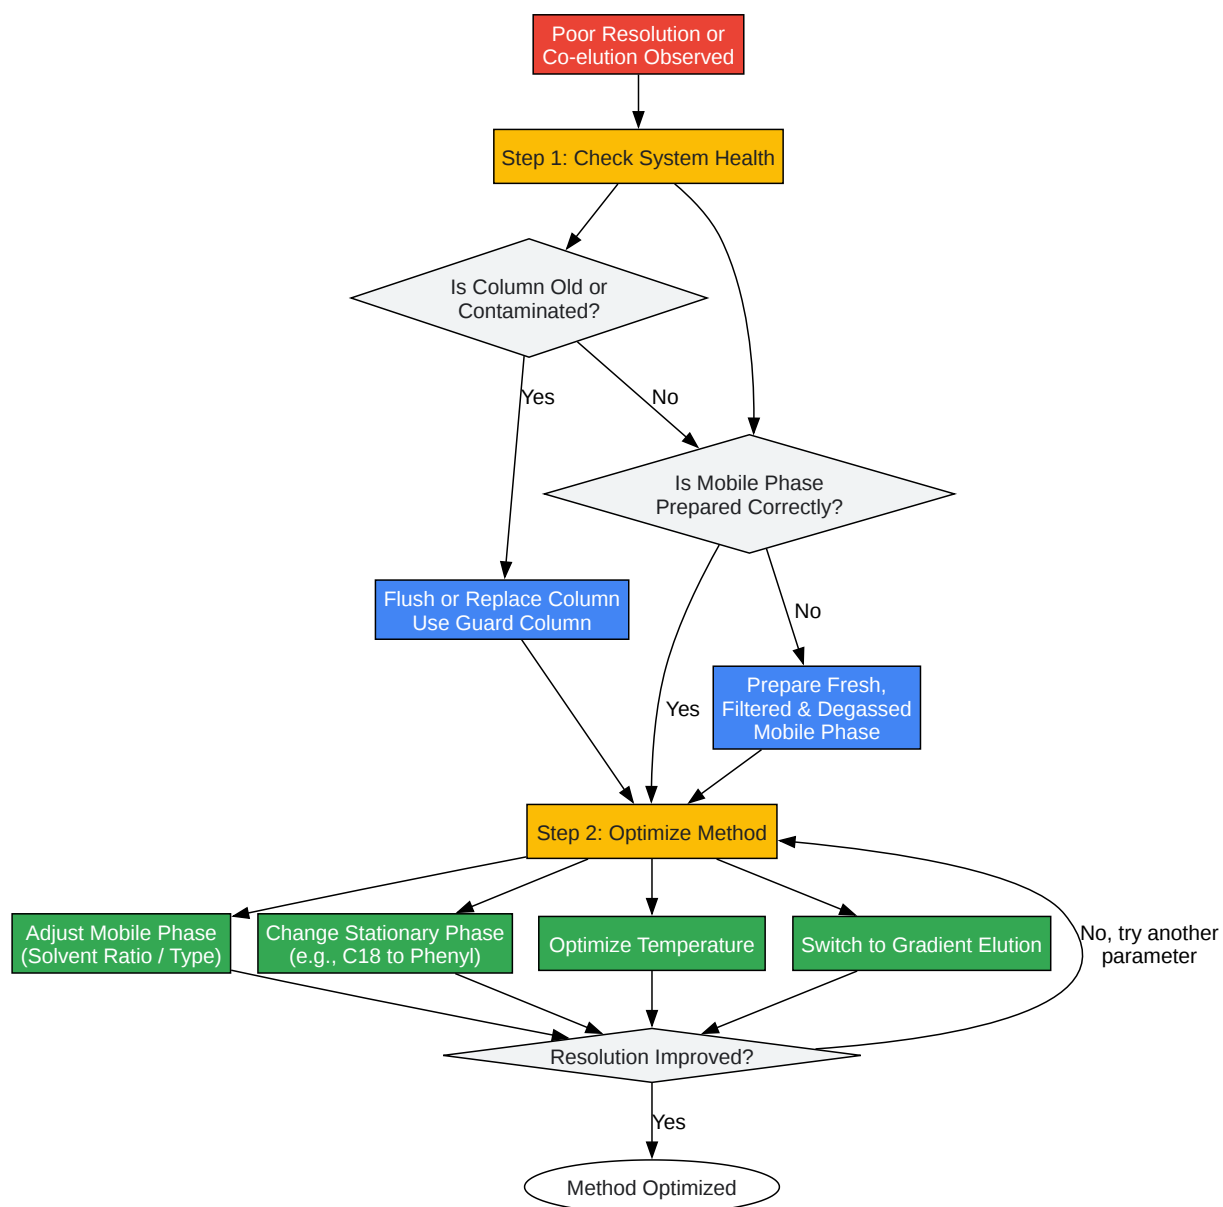 Poor Resolution or
Co-elution Observed
Step 1: Check System Health
Is Column Old or
Contaminated?
Yes
No
Is Mobile Phase
Prepared Correctly?
Flush or Replace Column
Use Guard Column
No
Yes
Prepare Fresh,
Filtered & Degassed
Mobile Phase
Step 2: Optimize Method
Adjust Mobile Phase
(Solvent Ratio / Type)
Change Stationary Phase
(e.g., C18 to Phenyl)
Optimize Temperature
Switch to Gradient Elution
No, try another
parameter
Resolution Improved?
Yes
Method Optimized